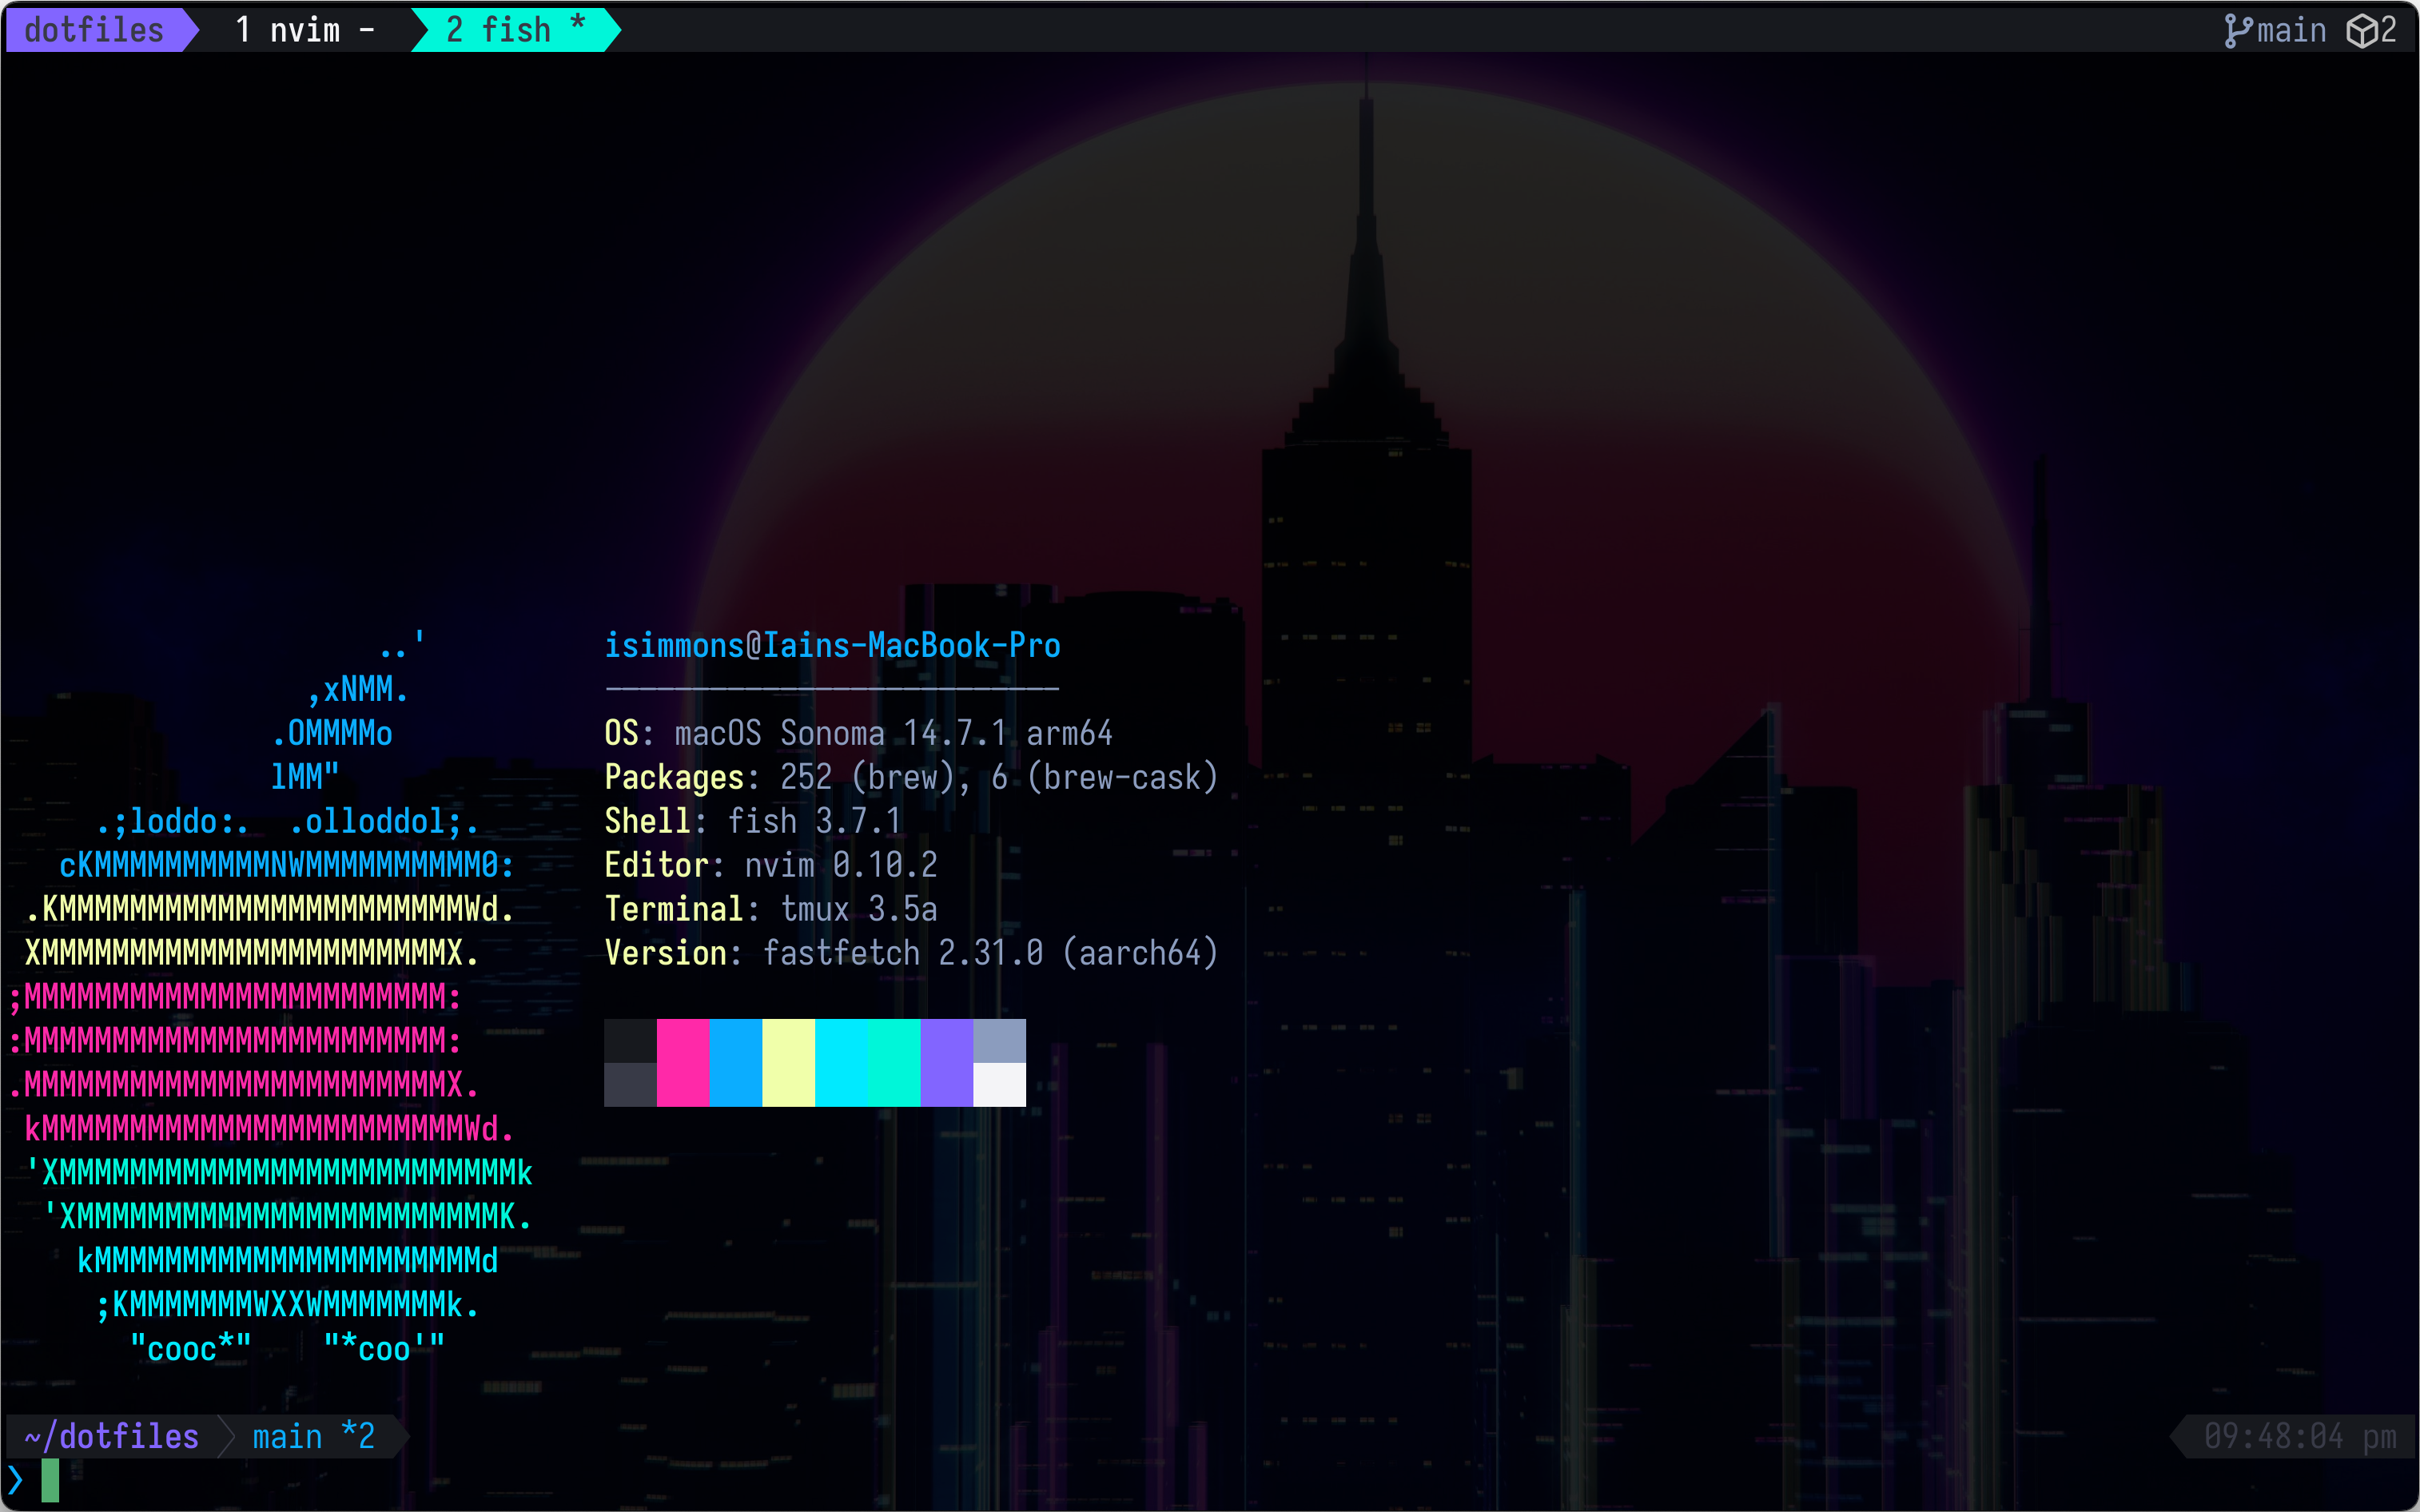 dotfiles 1 nvim - 2 fish * main 2
..'
,xNMM.
.OMMMMo
lMM"
.;loddo:. .olloddol;.
cKMMMMMMMMMMNWMMMMMMMMMM0:
.KMMMMMMMMMMMMMMMMMMMMMMMWd.
XMMMMMMMMMMMMMMMMMMMMMMMX.
;MMMMMMMMMMMMMMMMMMMMMMMM:
:MMMMMMMMMMMMMMMMMMMMMMMM:
.MMMMMMMMMMMMMMMMMMMMMMMMX.
kMMMMMMMMMMMMMMMMMMMMMMMMWd.
'XMMMMMMMMMMMMMMMMMMMMMMMMMMk
'XMMMMMMMMMMMMMMMMMMMMMMMMK.
kMMMMMMMMMMMMMMMMMMMMMMd
;KMMMMMMMWXXWMMMMMMMk.
"cooc*" "*coo'"
isimmons@Iains-MacBook-Pro
--------------------------
OS: macOS Sonoma 14.7.1 arm64
Packages: 252 (brew), 6 (brew-cask)
Shell: fish 3.7.1
Editor: nvim 0.10.2
Terminal: tmux 3.5a
Version: fastfetch 2.31.0 (aarch64)
~/dotfiles main *2 09:48:04 pm
❯